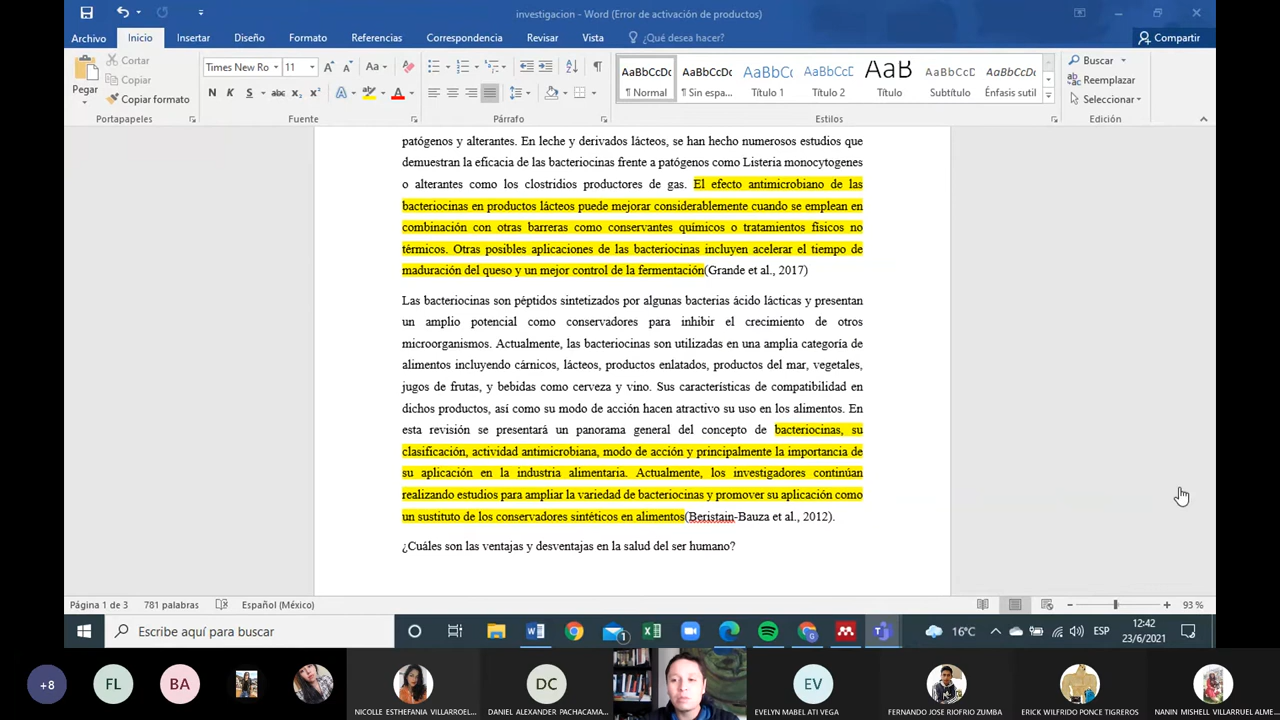 investigacion - Word (Error de activación de productos)
Archivo Inicio Insertar Diseño Formato Referencias Correspondencia Revisar Vista ¿Qué desea hacer? Compartir
Pegar
Cortar
Copiar
Copiar formato
Portapapeles
Times New Ro 11
N K S abc x₂ x²
Fuente
Párrafo
AaBbCcDc AaBbCcDc AaBbC AaBbCcD AaB AaBbCcD AaBbCcDc
¶ Normal ¶ Sin espa... Título 1 Título 2 Título Subtítulo Énfasis sutil
Estilos
Buscar
Reemplazar
Seleccionar
Edición
patógenos y alterantes. En leche y derivados lácteos, se han hecho numerosos estudios que
demuestran la eficacia de las bacteriocinas frente a patógenos como Listeria monocytogenes
o alterantes como los clostridios productores de gas. El efecto antimicrobiano de las
bacteriocinas en productos lácteos puede mejorar considerablemente cuando se emplean en
combinación con otras barreras como conservantes químicos o tratamientos físicos no
térmicos. Otras posibles aplicaciones de las bacteriocinas incluyen acelerar el tiempo de
maduración del queso y un mejor control de la fermentación(Grande et al., 2017)
Las bacteriocinas son péptidos sintetizados por algunas bacterias ácido lácticas y presentan
un amplio potencial como conservadores para inhibir el crecimiento de otros
microorganismos. Actualmente, las bacteriocinas son utilizadas en una amplia categoría de
alimentos incluyendo cárnicos, lácteos, productos enlatados, productos del mar, vegetales,
jugos de frutas, y bebidas como cerveza y vino. Sus características de compatibilidad en
dichos productos, así como su modo de acción hacen atractivo su uso en los alimentos. En
esta revisión se presentará un panorama general del concepto de bacteriocinas, su
clasificación, actividad antimicrobiana, modo de acción y principalmente la importancia de
su aplicación en la industria alimentaria. Actualmente, los investigadores continúan
realizando estudios para ampliar la variedad de bacteriocinas y promover su aplicación como
un sustituto de los conservadores sintéticos en alimentos(Beristain-Bauza et al., 2012).
¿Cuáles son las ventajas y desventajas en la salud del ser humano?
Página 1 de 3 781 palabras Español (México) 93 %
Escribe aquí para buscar
16°C ESP
12:42
23/6/2021
+8 FL BA DC EV
NICOLLE ESTHEFANIA VILLARROEL... DANIEL ALEXANDER PACHACAMA... EVELYN MABEL ATI VEGA FERNANDO JOSE RIOFRIO ZUMBA ERICK WILFRIDO PONCE TIGREROS NANIN MISHELL VILLARRUEL ALME...